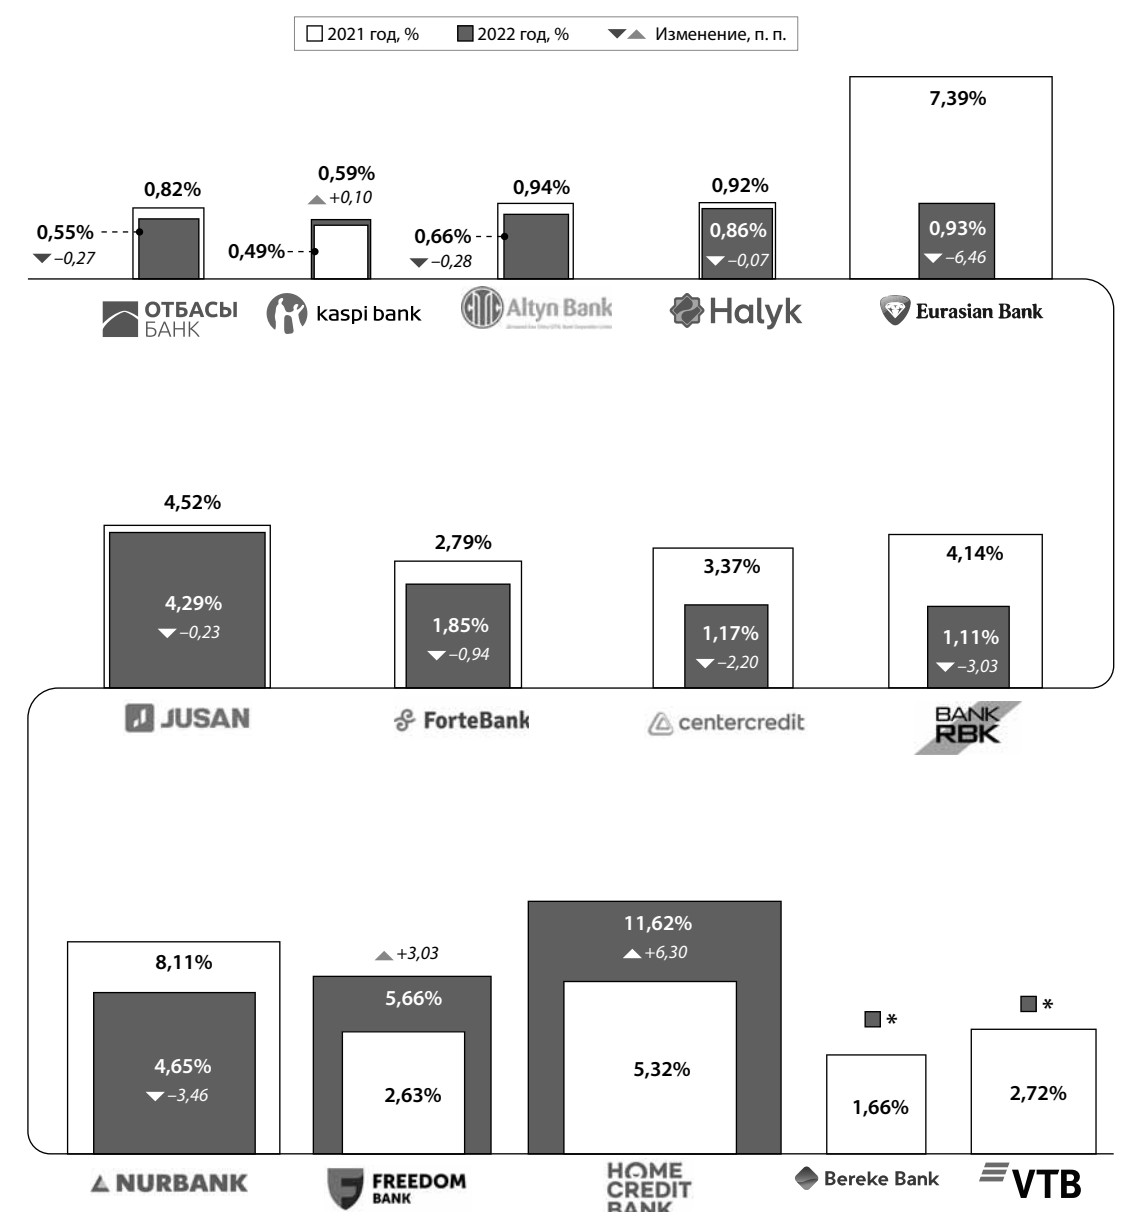 2021 год, % 2022 год, % Изменение, п. п.
7,39%
0,82%
0,59%
+0,10
0,94%
0,92%
0,55%
–0,27
0,49%
0,66%
–0,28
0,86%
–0,07
0,93%
–6,46
ОТБАСЫ
БАНК
kaspi bank
Altyn Bank
Halyk
Eurasian Bank
4,52%
2,79%
3,37%
4,14%
4,29%
–0,23
1,85%
–0,94
1,17%
–2,20
1,11%
–3,03
JUSAN
ForteBank
centercredit
BANK
RBK
8,11%
+3,03
5,66%
11,62%
+6,30
4,65%
–3,46
2,63%
5,32%
*
1,66%
*
2,72%
NURBANK
FREEDOM
BANK
HOME
CREDIT
BANK
Bereke Bank
VTB